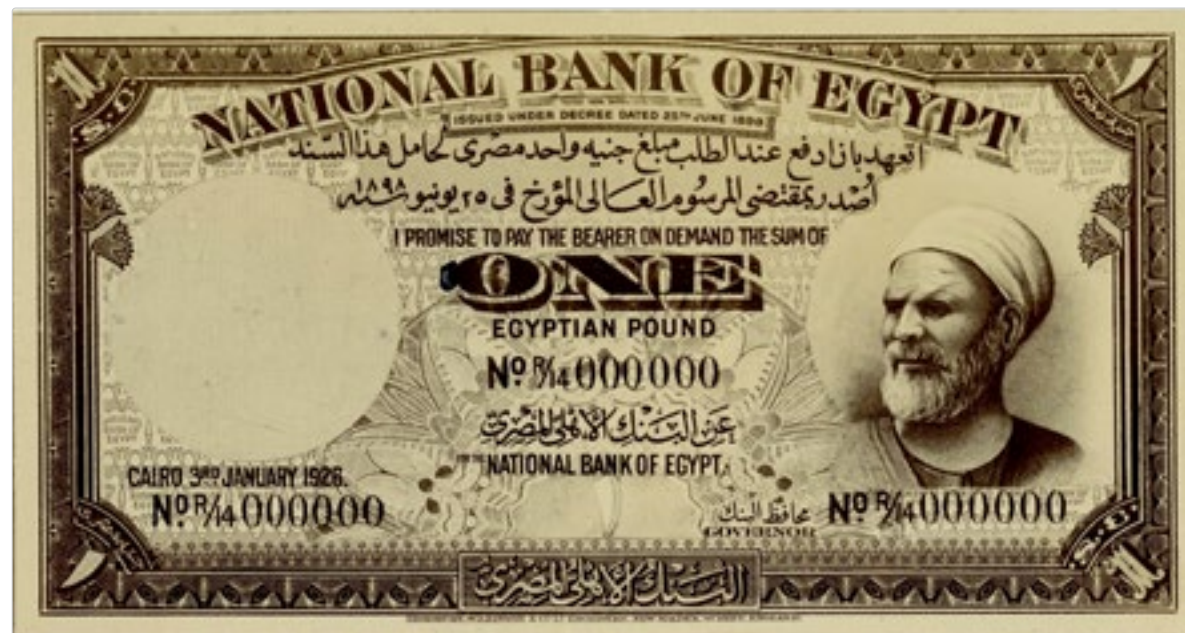 NATIONAL BANK OF EGYPT
ISSUED UNDER DECREE DATED 25TH JUNE 1898
اتعهد بان ادفع عند الطلب مبلغ جنيه واحد مصرى لحامل هذا السند
أصدر بمقتضى المرسوم العالى المؤرخ فى ٢٥ يونيو سنة ١٨٩٨
I PROMISE TO PAY THE BEARER ON DEMAND THE SUM OF
ONE
EGYPTIAN POUND
Nº R/14 000000
عن البنك الأهلى المصرى
FOR THE NATIONAL BANK OF EGYPT.
CAIRO 3RD JANUARY 1926.
Nº R/14 000000
محافظ البنك
GOVERNOR
Nº R/14 000000
البنك الأهلى المصرى